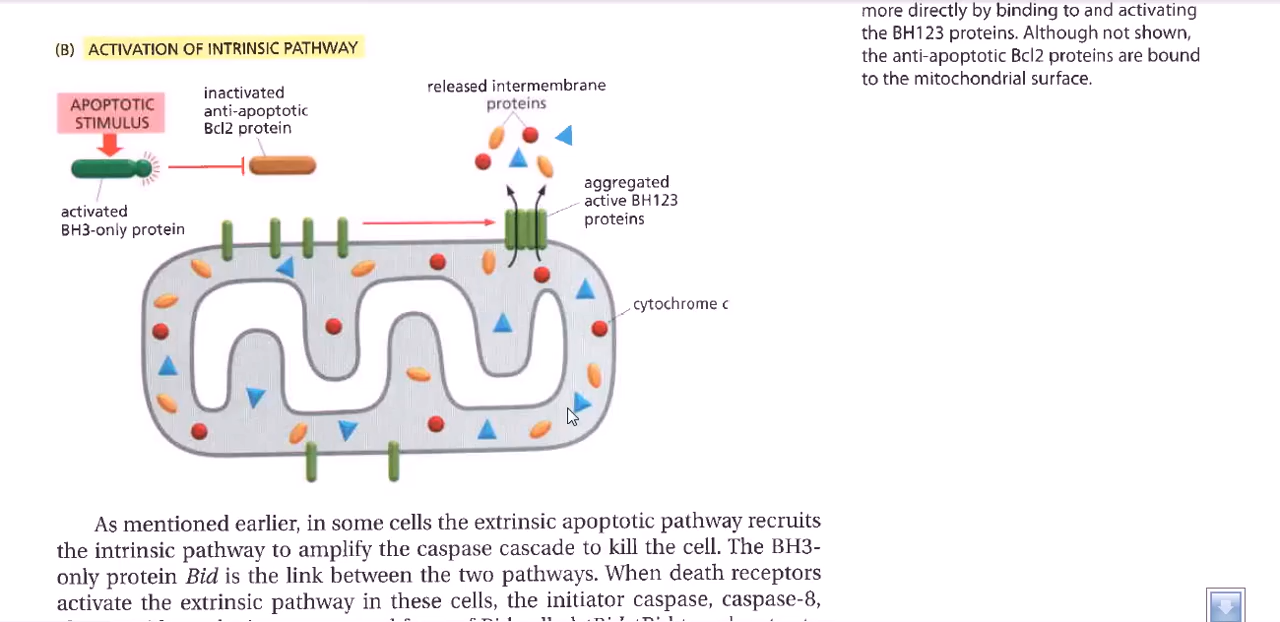 more directly by binding to and activating
the BH123 proteins. Although not shown,
the anti-apoptotic Bcl2 proteins are bound
to the mitochondrial surface.
(B) ACTIVATION OF INTRINSIC PATHWAY
APOPTOTIC
STIMULUS
inactivated
anti-apoptotic
Bcl2 protein
released intermembrane
proteins
activated
BH3-only protein
aggregated
active BH123
proteins
cytochrome c
As mentioned earlier, in some cells the extrinsic apoptotic pathway recruits
the intrinsic pathway to amplify the caspase cascade to kill the cell. The BH3-
only protein Bid is the link between the two pathways. When death receptors
activate the extrinsic pathway in these cells, the initiator caspase, caspase-8,